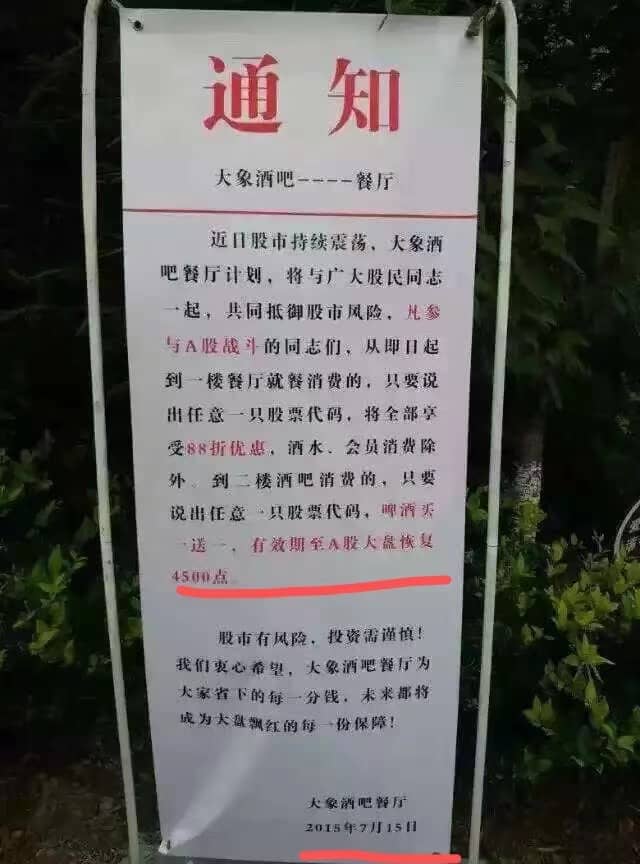 通知
大象酒吧----餐厅
近日股市持续震荡、大象酒
吧餐厅计划，将与广大股民同志
一起，共同抵御股市风险，凡参
与A股战斗的同志们，从即日起
到一楼餐厅就餐消费的，只要说
出任意一只股票代码，将全部享
受88折优惠，酒水、会员消费除
外。到二楼酒吧消费的，只要
说出任意一只股票代码，啤酒买
一送一，有效期至A股大盘恢复
4500点。
股市有风险，投资需谨慎！
我们衷心希望，大象酒吧餐厅为
大家省下的每一分钱，未来都将
成为大盘飘红的每一份保障！
大象酒吧餐厅
2015年7月15日